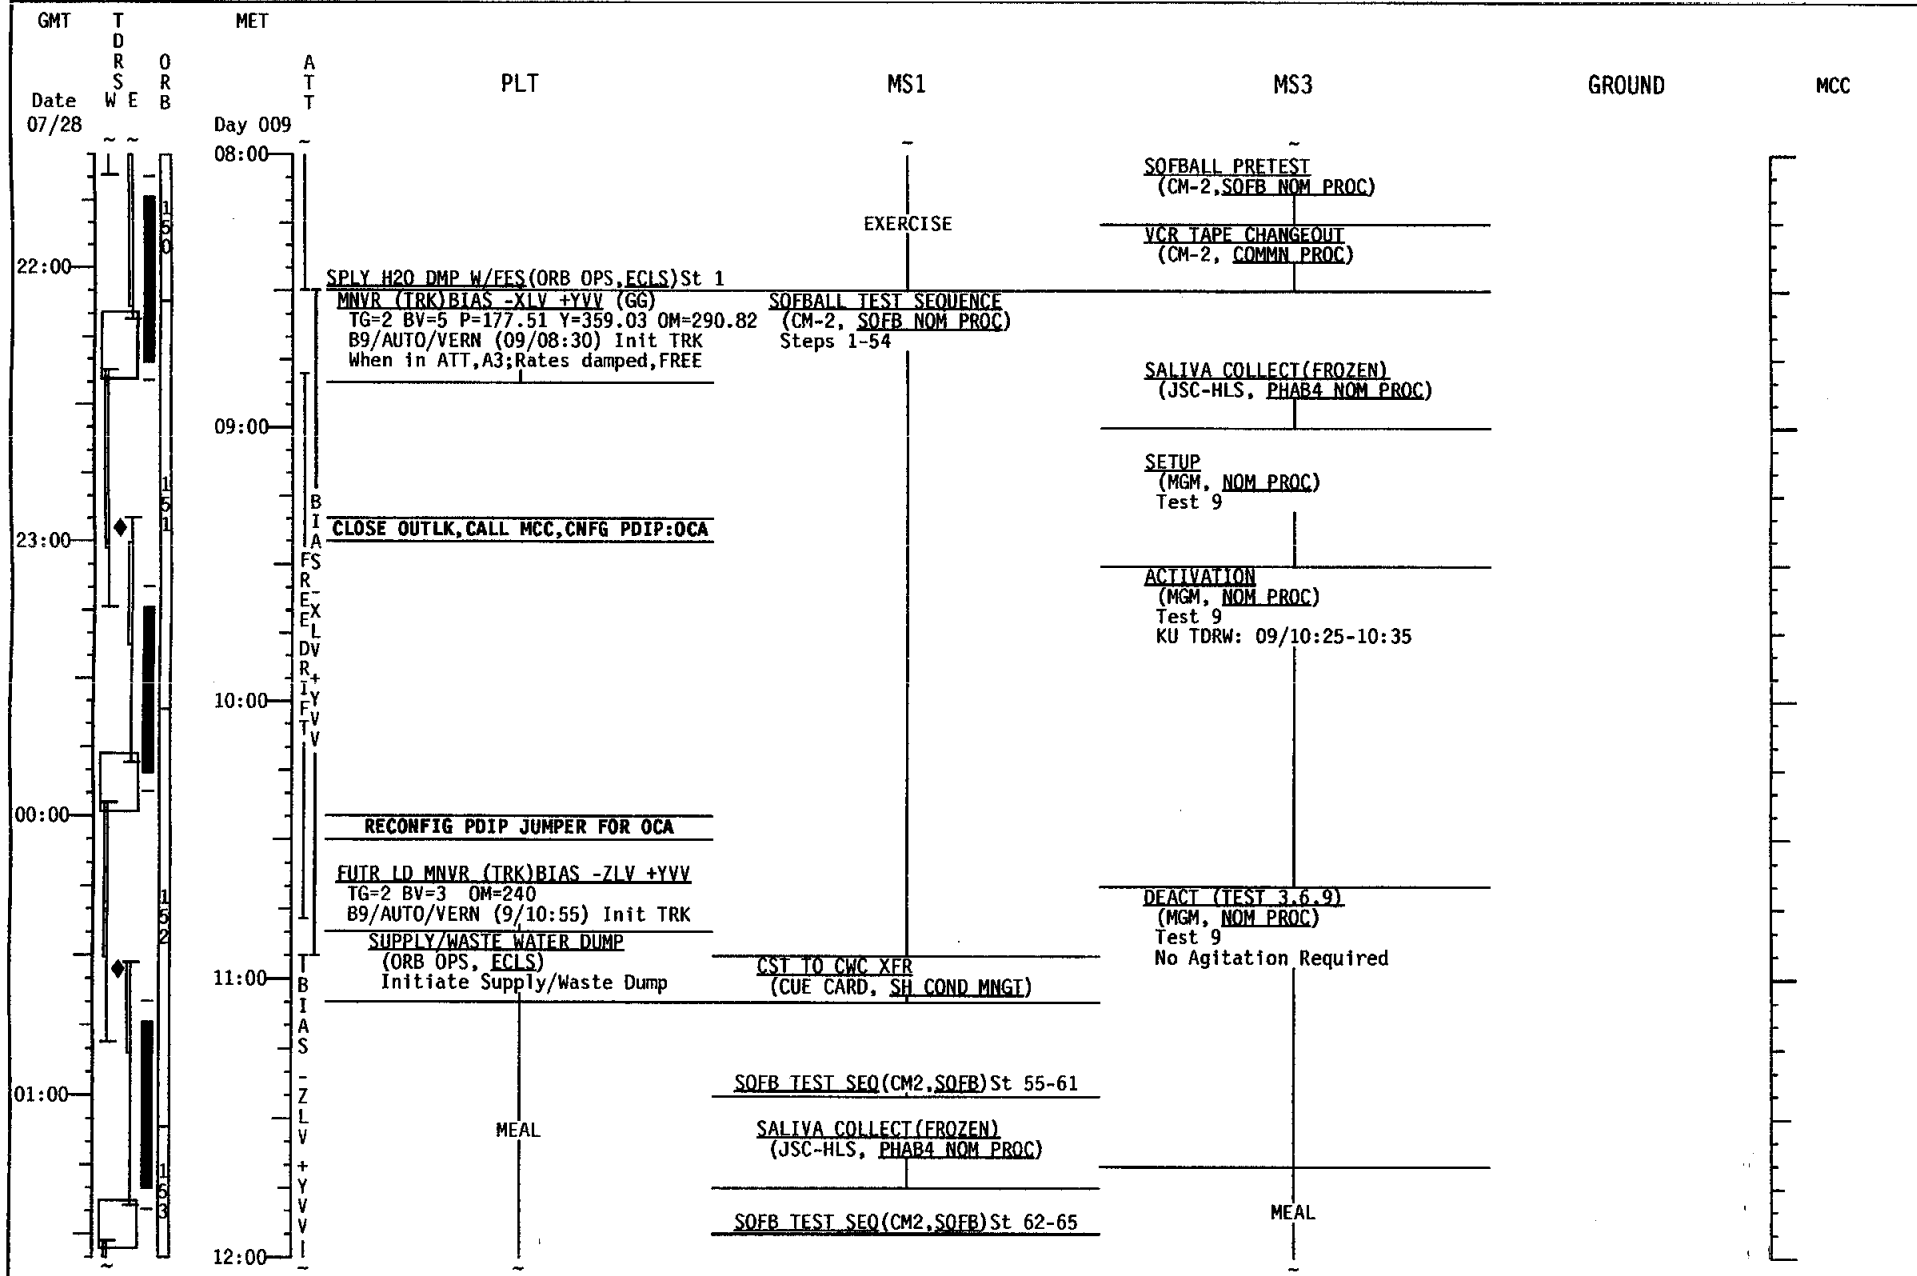 GMT
TDRS
W E
ORB
MET
ATT
PLT
MS1
MS3
GROUND
MCC
Date
07/28
Day 009
08:00
22:00
09:00
23:00
10:00
00:00
11:00
01:00
12:00
150
151
152
153
BIAS -XLV +YVV
FREE DRIFT
BIAS -ZLV +YVV
SPLY H2O DMP W/FES(ORB OPS,ECLS)St 1
MNVR (TRK)BIAS -XLV +YVV (GG)
TG=2 BV=5 P=177.51 Y=359.03 OM=290.82
B9/AUTO/VERN (09/08:30) Init TRK
When in ATT,A3;Rates damped,FREE
CLOSE OUTLK,CALL MCC,CNFG PDIP:OCA
RECONFIG PDIP JUMPER FOR OCA
FUTR LD MNVR (TRK)BIAS -ZLV +YVV
TG=2 BV=3 OM=240
B9/AUTO/VERN (9/10:55) Init TRK
SUPPLY/WASTE WATER DUMP
(ORB OPS, ECLS)
Initiate Supply/Waste Dump
MEAL
EXERCISE
SOFBALL TEST SEQUENCE
(CM-2, SOFB NOM PROC)
Steps 1-54
CST TO CWC XFR
(CUE CARD, SH COND MNGT)
SOFB TEST SEQ(CM2,SOFB)St 55-61
SALIVA COLLECT(FROZEN)
(JSC-HLS, PHAB4 NOM PROC)
SOFB TEST SEQ(CM2,SOFB)St 62-65
SOFBALL PRETEST
(CM-2,SOFB NOM PROC)
VCR TAPE CHANGEOUT
(CM-2, COMMN PROC)
SALIVA COLLECT(FROZEN)
(JSC-HLS, PHAB4 NOM PROC)
SETUP
(MGM, NOM PROC)
Test 9
ACTIVATION
(MGM, NOM PROC)
Test 9
KU TDRW: 09/10:25-10:35
DEACT (TEST 3,6,9)
(MGM, NOM PROC)
Test 9
No Agitation Required
MEAL